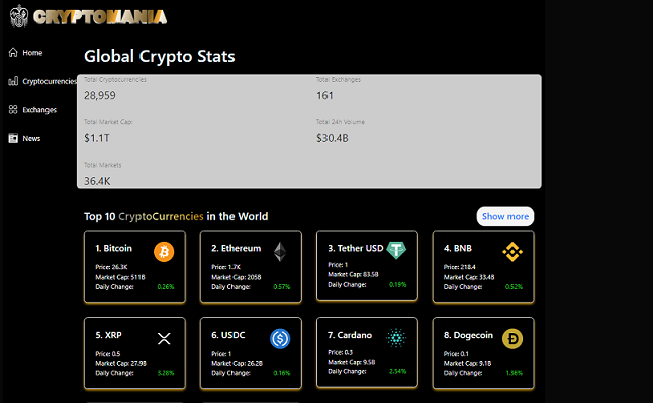 CRYPTOMANIA
Home
Cryptocurrencies
Exchanges
News
Global Crypto Stats
Total Cryptocurrencies
28,959
Total Exchanges
161
Total Market Cap:
$1.1T
Total 24h Volume
$30.4B
Total Markets
36.4K
Top 10 CrypToCurrencies in the World
Show more
1. Bitcoin
Price: 26.3K
Market Cap: 511B
Daily Change: 0.26%
2. Ethereum
Price: 1.7K
Market Cap: 205B
Daily Change: 0.57%
3. Tether USD
Price: 1
Market Cap: 83.5B
Daily Change: 0.19%
4. BNB
Price: 218.4
Market Cap: 33.4B
Daily Change: 0.52%
5. XRP
Price: 0.5
Market Cap: 27.9B
Daily Change: 3.28%
6. USDC
Price: 1
Market Cap: 26.2B
Daily Change: 0.16%
7. Cardano
Price: 0.3
Market Cap: 9.5B
Daily Change: 2.54%
8. Dogecoin
Price: 0.1
Market Cap: 9.1B
Daily Change: 1.96%